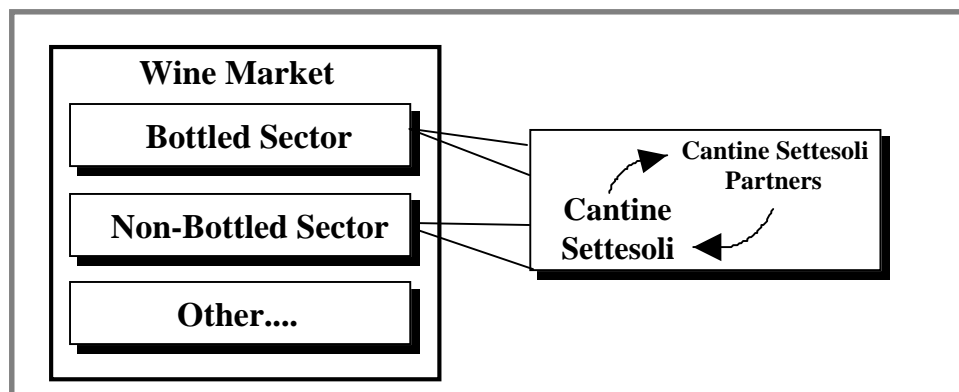 Wine Market
Bottled Sector
Non-Bottled Sector
Other....
Cantine Settesoli
Partners
Cantine
Settesoli